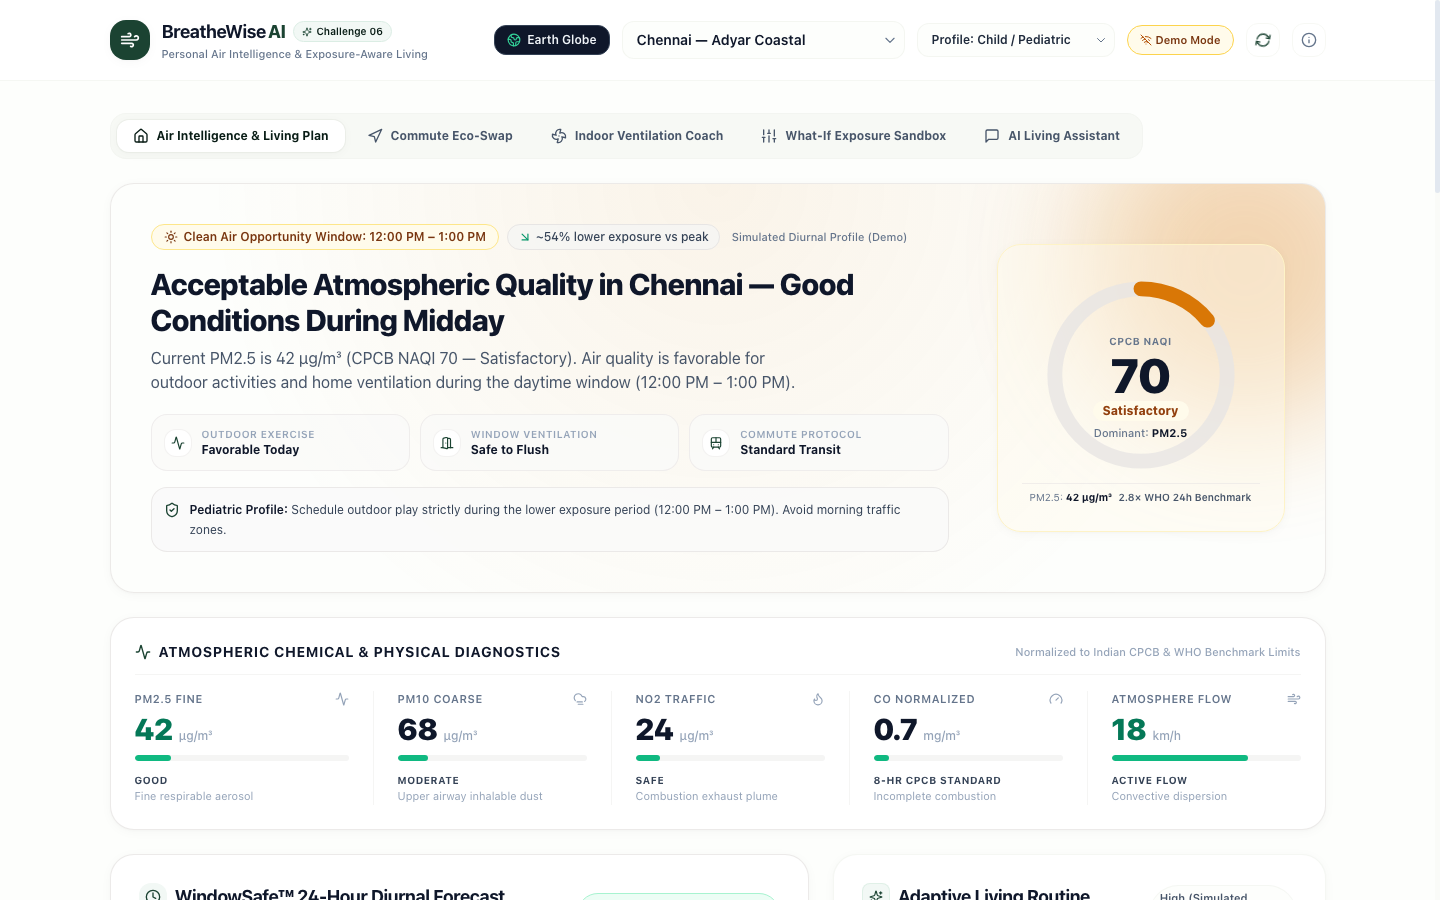 BreatheWise AI
Challenge 06
Personal Air Intelligence & Exposure-Aware Living
Earth Globe
Chennai — Adyar Coastal
Profile: Child / Pediatric
Demo Mode
Air Intelligence & Living Plan
Commute Eco-Swap
Indoor Ventilation Coach
What-If Exposure Sandbox
AI Living Assistant
Clean Air Opportunity Window: 12:00 PM – 1:00 PM
~54% lower exposure vs peak
Simulated Diurnal Profile (Demo)
Acceptable Atmospheric Quality in Chennai — Good
Conditions During Midday
Current PM2.5 is 42 µg/m³ (CPCB NAQI 70 — Satisfactory). Air quality is favorable for
outdoor activities and home ventilation during the daytime window (12:00 PM – 1:00 PM).
OUTDOOR EXERCISE
Favorable Today
WINDOW VENTILATION
Safe to Flush
COMMUTE PROTOCOL
Standard Transit
Pediatric Profile: Schedule outdoor play strictly during the lower exposure period (12:00 PM – 1:00 PM). Avoid morning traffic
zones.
CPCB NAQI
70
Satisfactory
Dominant: PM2.5
PM2.5: 42 µg/m³ 2.8× WHO 24h Benchmark
ATMOSPHERIC CHEMICAL & PHYSICAL DIAGNOSTICS
Normalized to Indian CPCB & WHO Benchmark Limits
PM2.5 FINE
42 µg/m³
GOOD
Fine respirable aerosol
PM10 COARSE
68 µg/m³
MODERATE
Upper airway inhalable dust
NO2 TRAFFIC
24 µg/m³
SAFE
Combustion exhaust plume
CO NORMALIZED
0.7 mg/m³
8-HR CPCB STANDARD
Incomplete combustion
ATMOSPHERE FLOW
18 km/h
ACTIVE FLOW
Convective dispersion
WindowSafe™ 24-Hour Diurnal Forecast
Adaptive Living Routine
High (Simulated